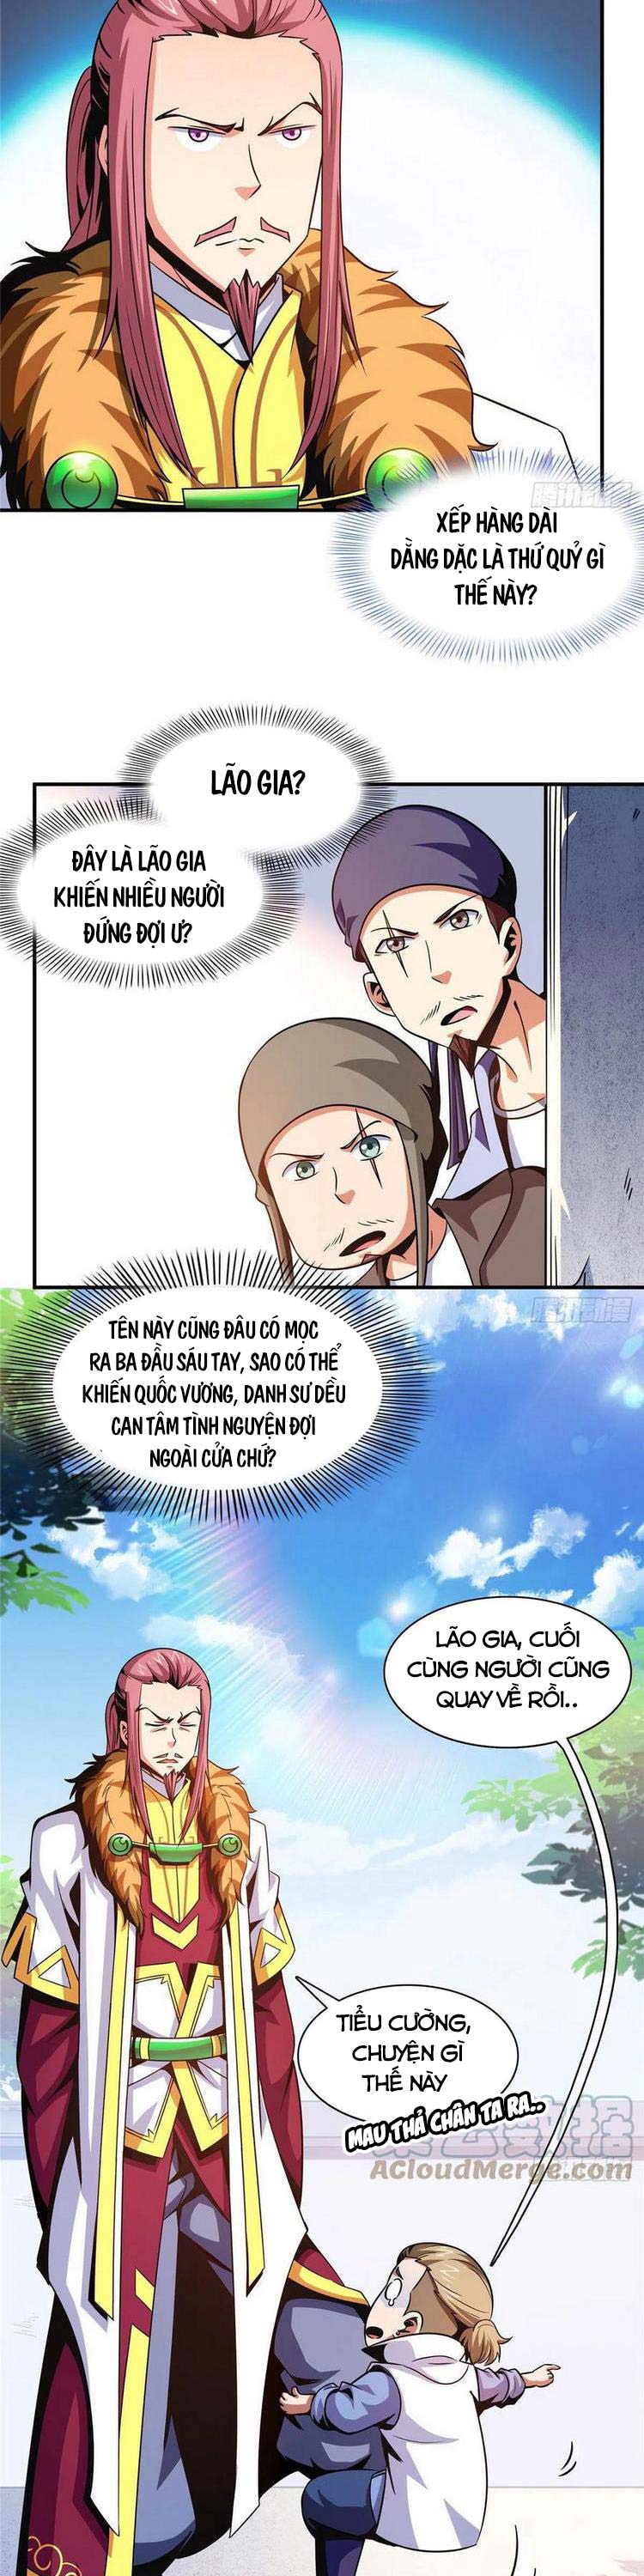 XẾP HÀNG DÀI
DẰNG DẶC LÀ THỨ QUỶ GÌ
THẾ NÀY?
LÃO GIA?
ĐÂY LÀ LÃO GIA
KHIẾN NHIỀU NGƯỜI
ĐỨNG ĐỢI Ư?
TÊN NÀY CŨNG ĐÂU CÓ MỌC
RA BA ĐẦU SÁU TAY, SAO CÓ THỂ
KHIẾN QUỐC VƯƠNG, DANH SƯ ĐỀU
CAN TÂM TÌNH NGUYỆN ĐỢI
NGOÀI CỬA CHỨ?
LÃO GIA, CUỐI
CÙNG NGƯỜI CŨNG
QUAY VỀ RỒI..
TIỂU CƯỜNG,
CHUYỆN GÌ
THẾ NÀY
MAU THẢ CHÂN TA RA..
AcloudMerge.com